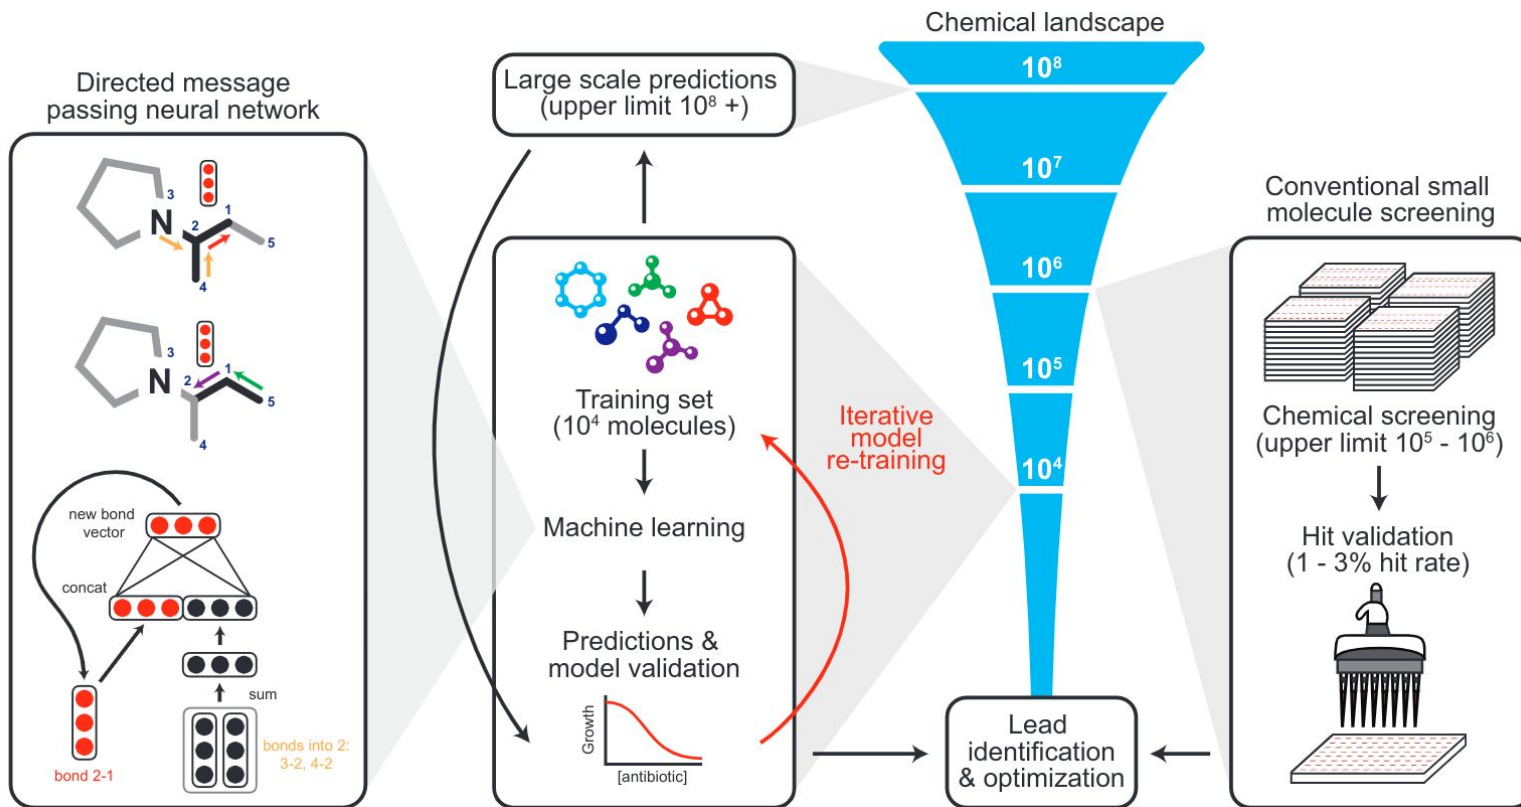 Directed message
passing neural network
3
N
2
1
5
4
3
N
2
1
5
4
new bond
vector
concat
sum
bond 2-1
bonds into 2:
3-2, 4-2
Large scale predictions
(upper limit 10⁸ +)
Training set
(10⁴ molecules)
Machine learning
Predictions &
model validation
Growth
[antibiotic]
Iterative
model
re-training
Chemical landscape
10⁸
10⁷
10⁶
10⁵
10⁴
Lead
identification
& optimization
Conventional small
molecule screening
Chemical screening
(upper limit 10⁵ - 10⁶)
Hit validation
(1 - 3% hit rate)